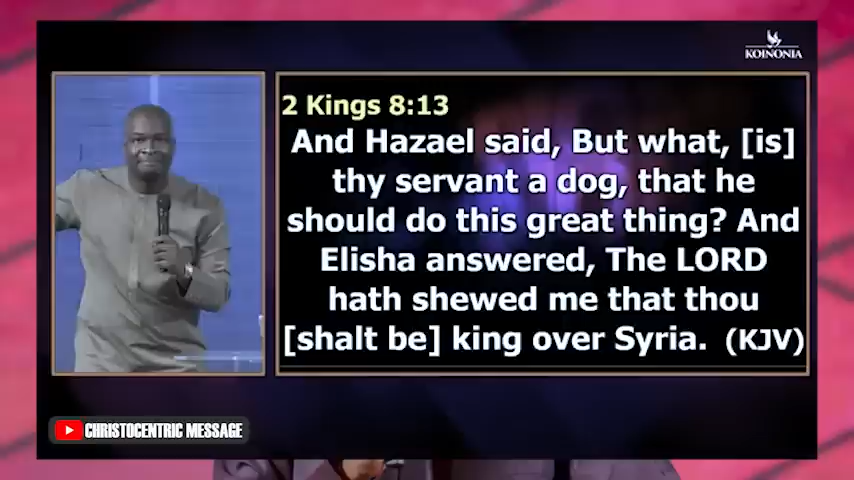 KOINONIA
2 Kings 8:13
And Hazael said, But what, [is]
thy servant a dog, that he
should do this great thing? And
Elisha answered, The LORD
hath shewed me that thou
[shalt be] king over Syria. (KJV)
CHRISTOCENTRIC MESSAGE